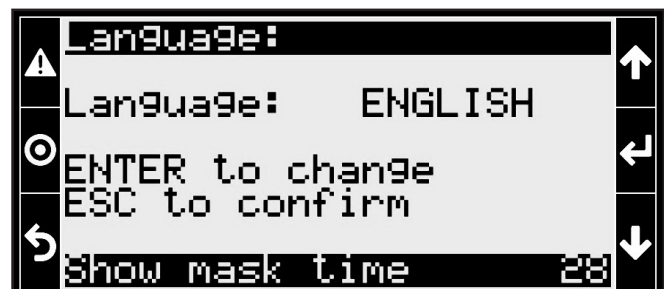 Language:
Language: ENGLISH
ENTER to change
ESC to confirm
Show mask time 28